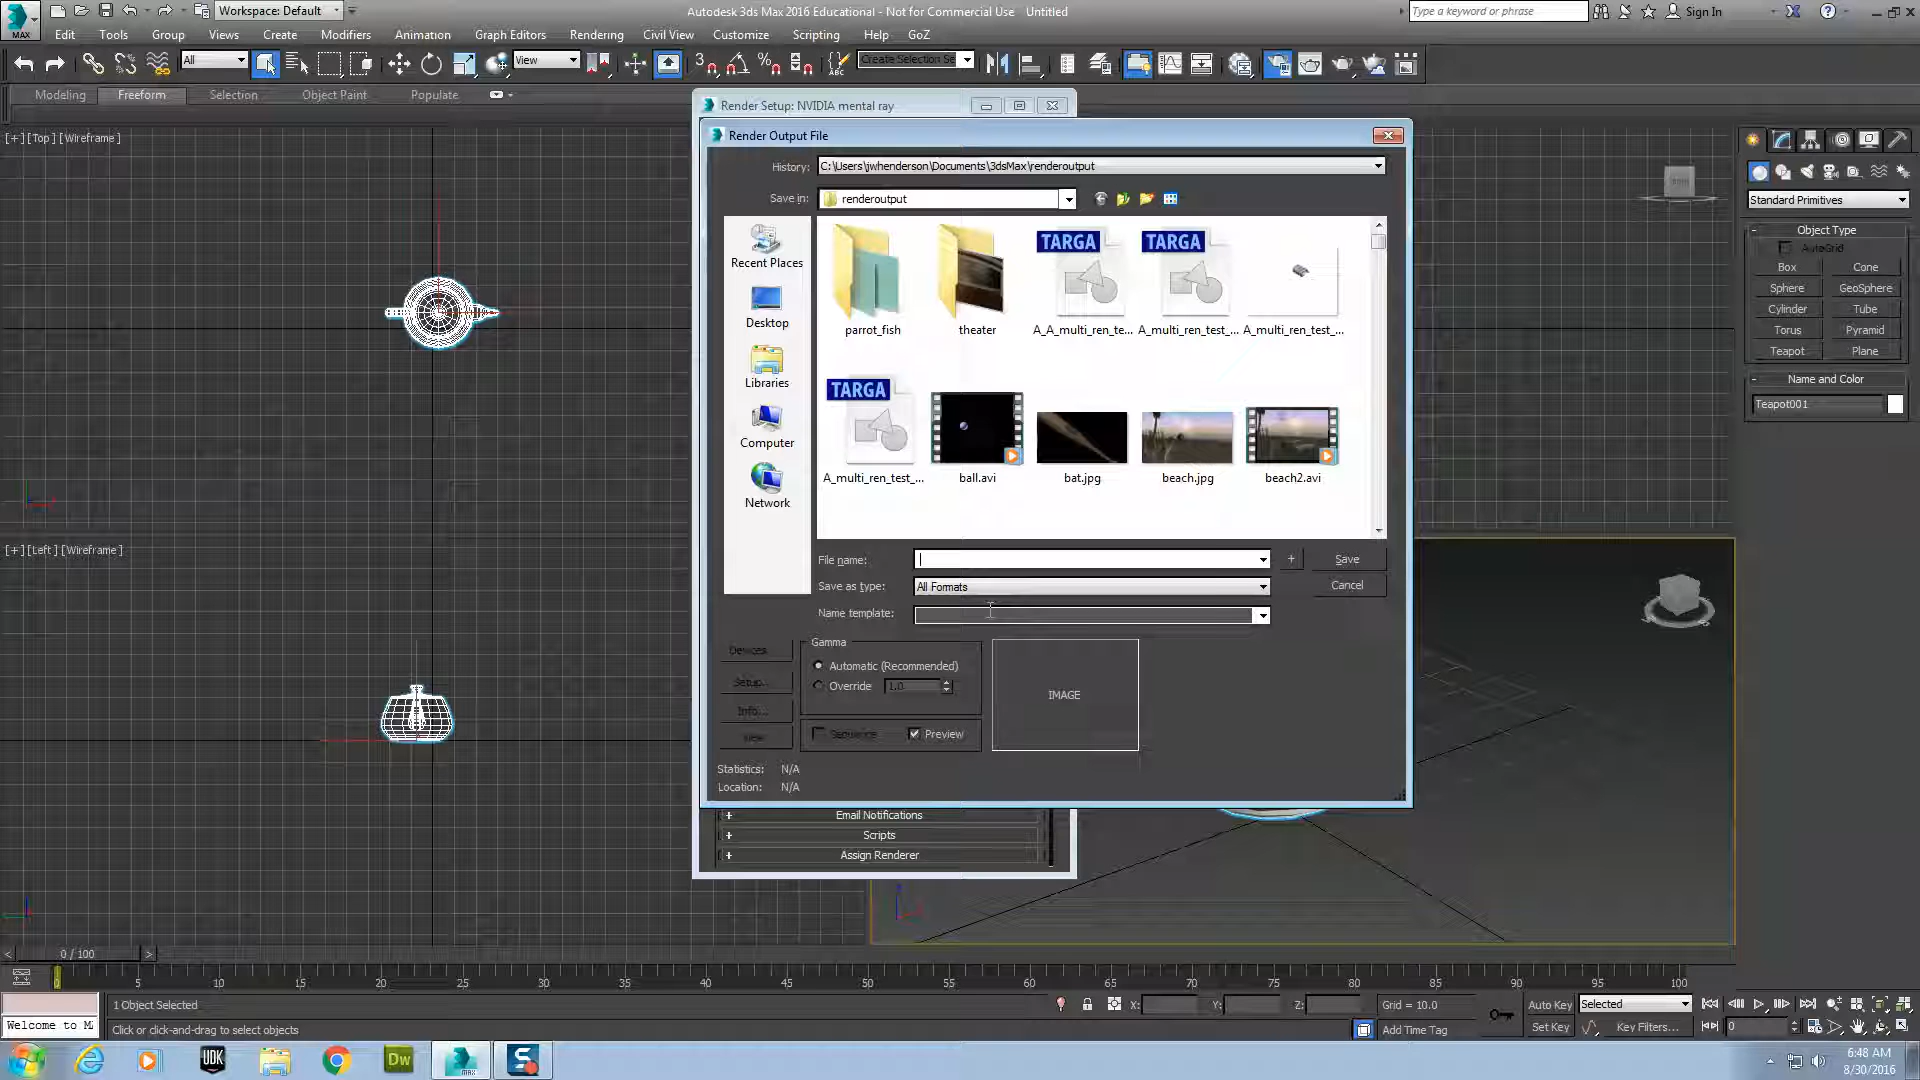 MAX
Workspace: Default
Autodesk 3ds Max 2016 Educational - Not for Commercial Use Untitled
Type a keyword or phrase
Sign In
Edit Tools Group Views Create Modifiers Animation Graph Editors Rendering Civil View Customize Scripting Help GoZ
All
View
Create Selection Se
Modeling Freeform Selection Object Paint Populate
[+] [Top] [Wireframe]
Render Setup: NVIDIA mental ray
Render Output File
History: C:\Users\jwhenderson\Documents\3dsMax\renderoutput
Save in: renderoutput
Recent Places
Desktop
Libraries
Computer
Network
TARGA
TARGA
parrot_fish theater A_A_multi_ren_te... A_multi_ren_test_... A_multi_ren_test_...
TARGA
A_multi_ren_test_... ball.avi bat.jpg beach.jpg beach2.avi
File name: + Save
Save as type: All Formats Cancel
Name template:
Devices...
Setup...
Info...
View
Gamma
Automatic (Recommended)
Override 1.0
Sequence Preview
IMAGE
Statistics: N/A
Location: N/A
+ Email Notifications
+ Scripts
+ Assign Renderer
Standard Primitives
- Object Type
AutoGrid
Box Cone
Sphere GeoSphere
Cylinder Tube
Torus Pyramid
Teapot Plane
- Name and Color
Teapot001
[+] [Left] [Wireframe]
< 0 / 100 >
0 5 10 15 20 25 30 35 40 45 50 55 60 65 70 75 80 85 90 95 100
1 Object Selected
X: Y: Z: Grid = 10.0
Auto Key Selected
Welcome to M
Click or click-and-drag to select objects
Add Time Tag
Set Key Key Filters...
0
UDK
Dw
MAX
S
6:48 AM
8/30/2016